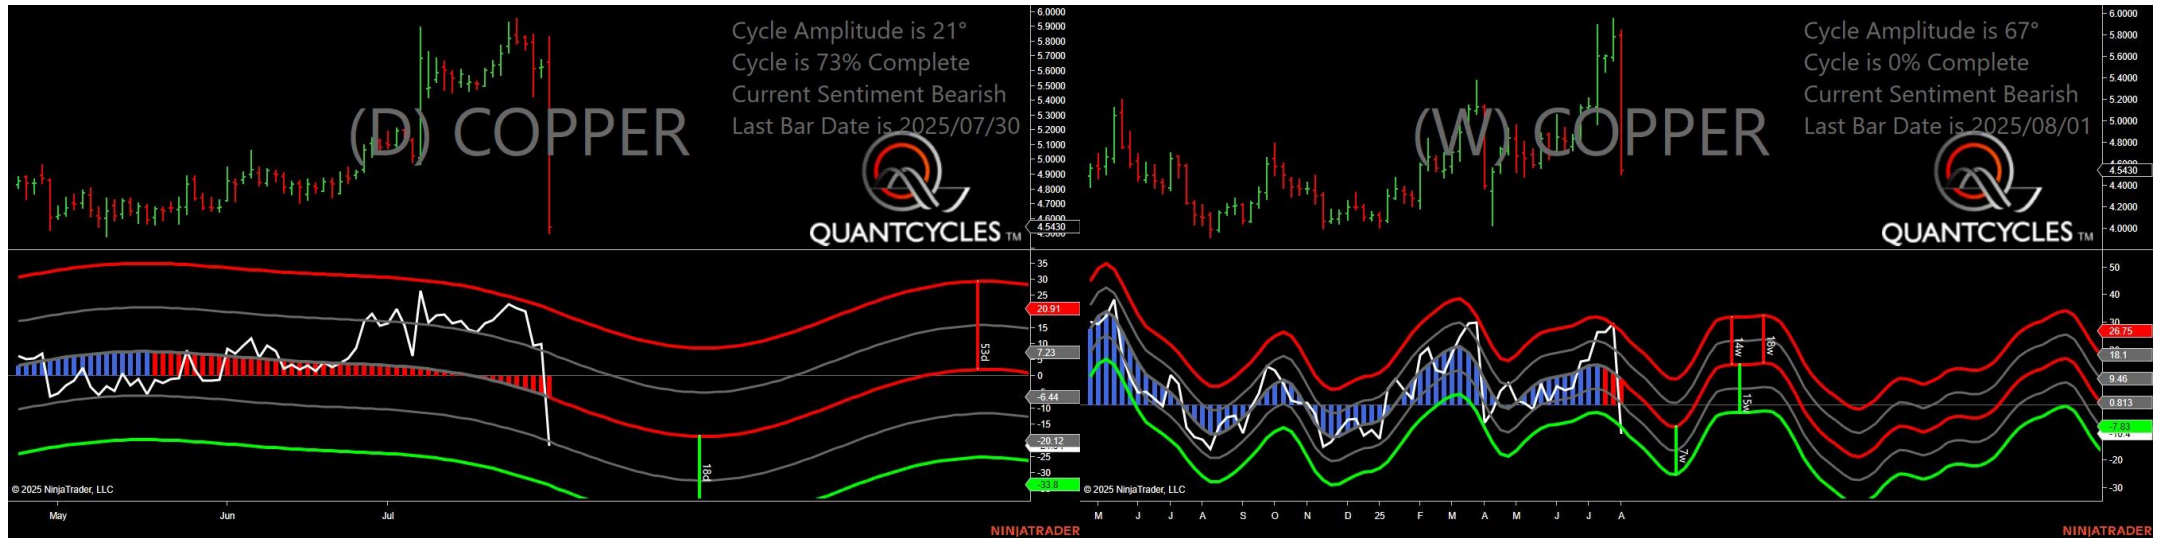 Cycle Amplitude is 21°
Cycle is 73% Complete
Current Sentiment Bearish
Last Bar Date is 2025/07/30
(D) COPPER
QUANTCYCLES TM
6.0000
5.9000
5.8000
5.7000
5.6000
5.5000
5.4000
5.3000
5.2000
5.1000
5.0000
4.9000
4.8000
4.7000
4.6000
4.5430
35
30
25
20.91
15
10
7.23
5
0
-6.44
-10
-15
-20.12
-25
-30
-33.8
53d
18d
© 2025 NinjaTrader, LLC
May
Jun
Jul
NINJATRADER
Cycle Amplitude is 67°
Cycle is 0% Complete
Current Sentiment Bearish
Last Bar Date is 2025/08/01
(W) COPPER
QUANTCYCLES TM
6.0000
5.8000
5.6000
5.4000
5.2000
5.0000
4.8000
4.5430
4.4000
4.2000
4.0000
50
40
30
26.75
18.1
9.46
0.813
-7.83
-20
-30
14w
18w
15w
7w
© 2025 NinjaTrader, LLC
M J J A S O N D 25 F M A M J J A
NINJATRADER